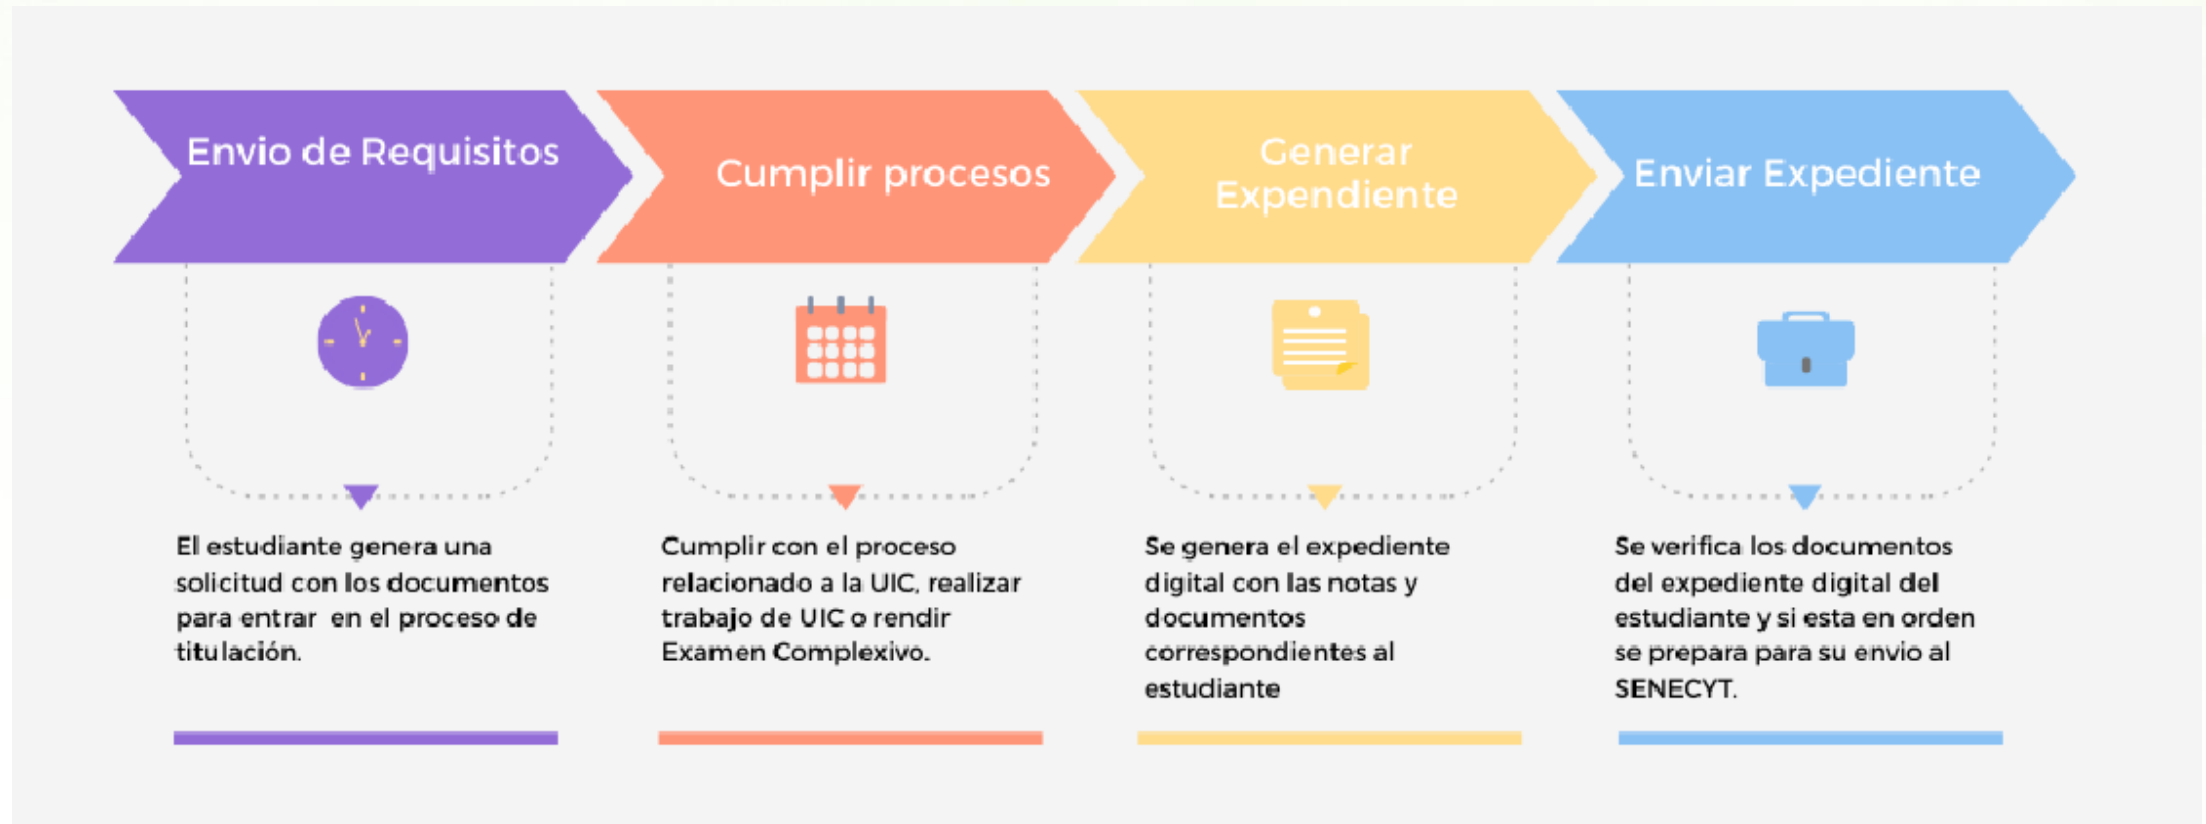 Envio de Requisitos
Cumplir procesos
Generar
Expendiente
Enviar Expediente
El estudiante genera una
solicitud con los documentos
para entrar en el proceso de
titulación.
Cumplir con el proceso
relacionado a la UIC, realizar
trabajo de UIC o rendir
Examen Complexivo.
Se genera el expediente
digital con las notas y
documentos
correspondientes al
estudiante
Se verifica los documentos
del expediente digital del
estudiante y si esta en orden
se prepara para su envio al
SENECYT.